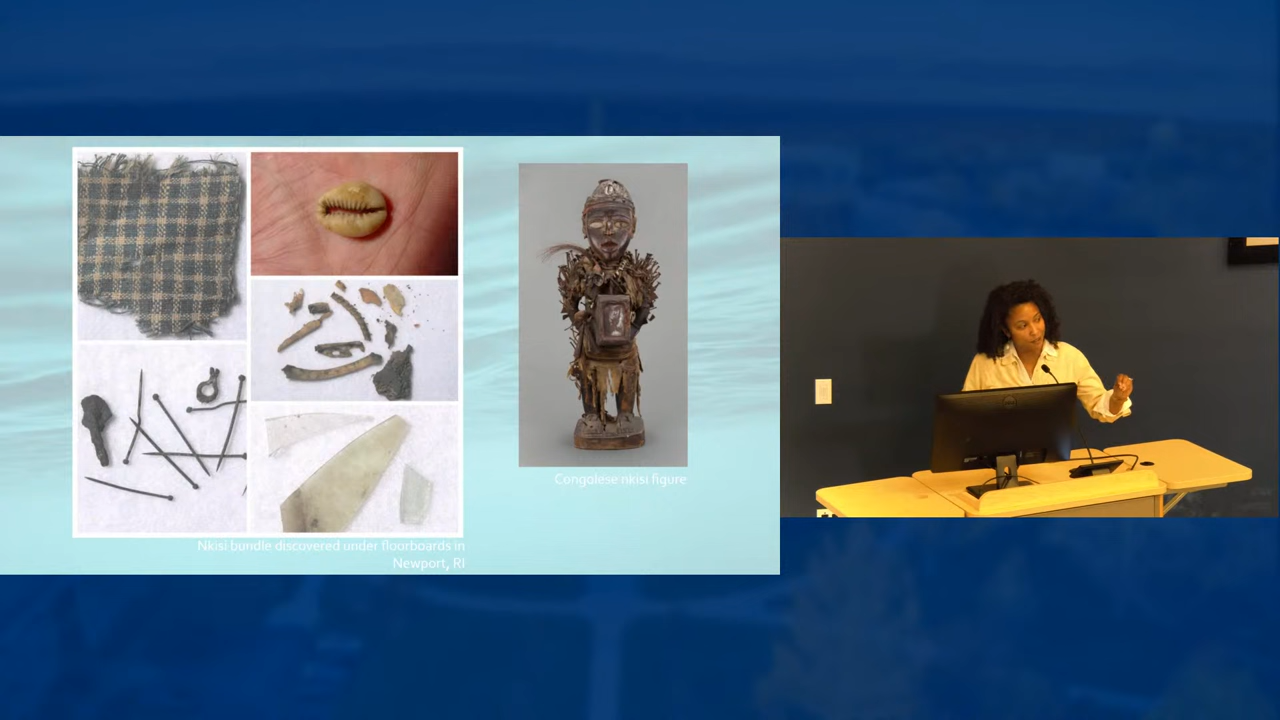 Congolese nkisi figure
Nkisi bundle discovered under floorboards in
Newport, RI